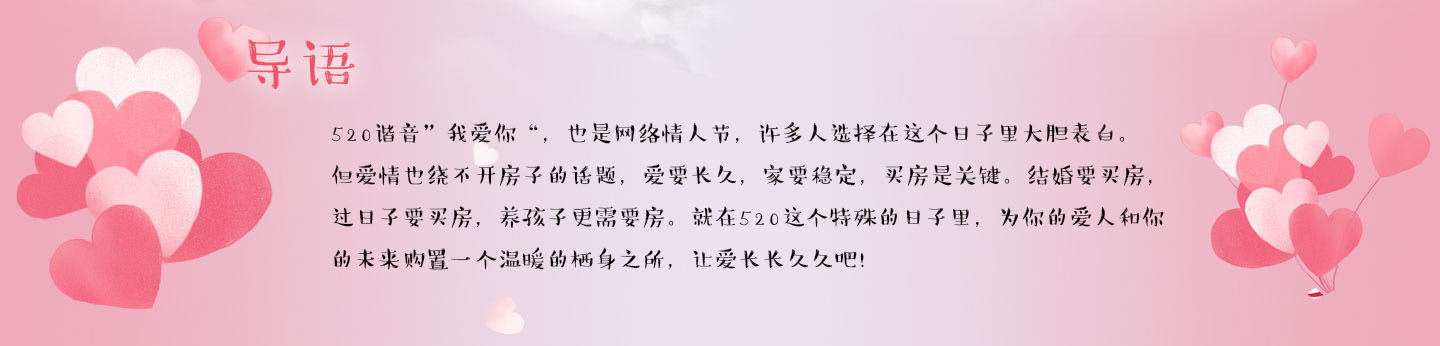 导语
520谐音”我爱你“，也是网络情人节，许多人选择在这个日子里大胆表白。
但爱情也绕不开房子的话题，爱要长久，家要稳定，买房是关键。结婚要买房，
过日子要买房，养孩子更需要房。就在520这个特殊的日子里，为你的爱人和你
的未来购置一个温暖的栖身之所，让爱长长久久吧！